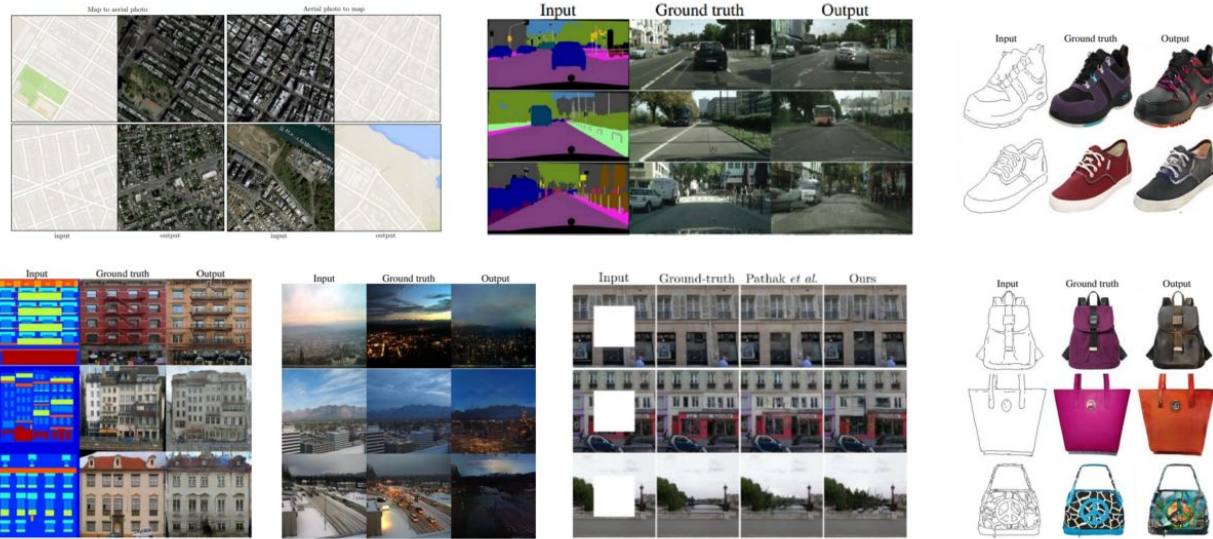 Map to aerial photo
Aerial photo to map
input
output
input
output
Input
Ground truth
Output
Input
Ground truth
Output
Input
Ground truth
Output
Input
Ground truth
Output
Input
Ground-truth
Pathak et al.
Ours
Input
Ground truth
Output